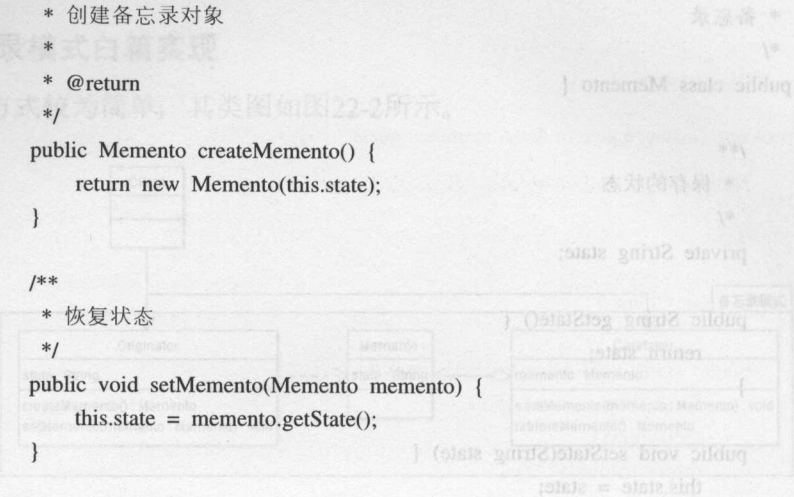 * 创建备忘录对象
*
* @return
*/
public Memento createMemento() {
return new Memento(this.state);
}
/**
* 恢复状态
*/
public void setMemento(Memento memento) {
this.state = memento.getState();
}